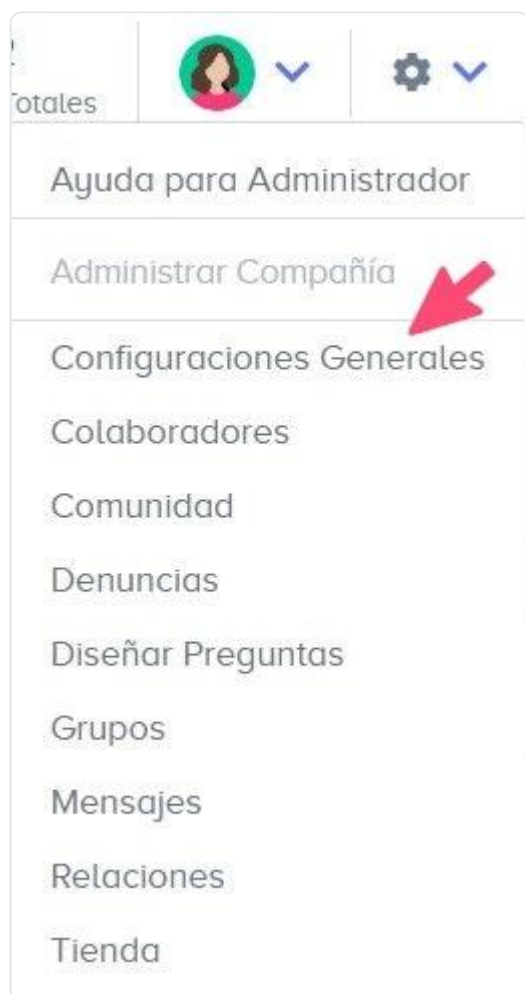 Totales
Ayuda para Administrador
Administrar Compañía
Configuraciones Generales
Colaboradores
Comunidad
Denuncias
Diseñar Preguntas
Grupos
Mensajes
Relaciones
Tienda